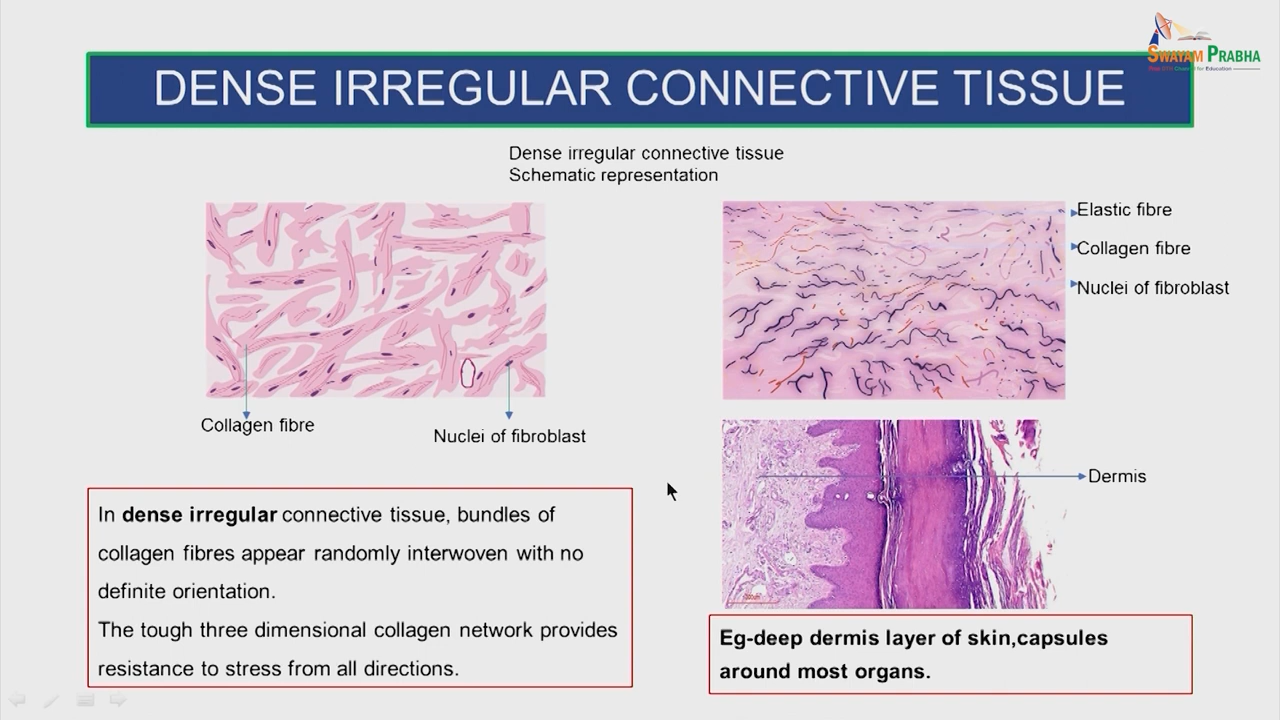 SWAYAM PRABHA
DENSE IRREGULAR CONNECTIVE TISSUE
Dense irregular connective tissue
Schematic representation
Elastic fibre
Collagen fibre
Nuclei of fibroblast
Collagen fibre
Nuclei of fibroblast
Dermis
In dense irregular connective tissue, bundles of
collagen fibres appear randomly interwoven with no
definite orientation.
The tough three dimensional collagen network provides
resistance to stress from all directions.
Eg-deep dermis layer of skin,capsules
around most organs.